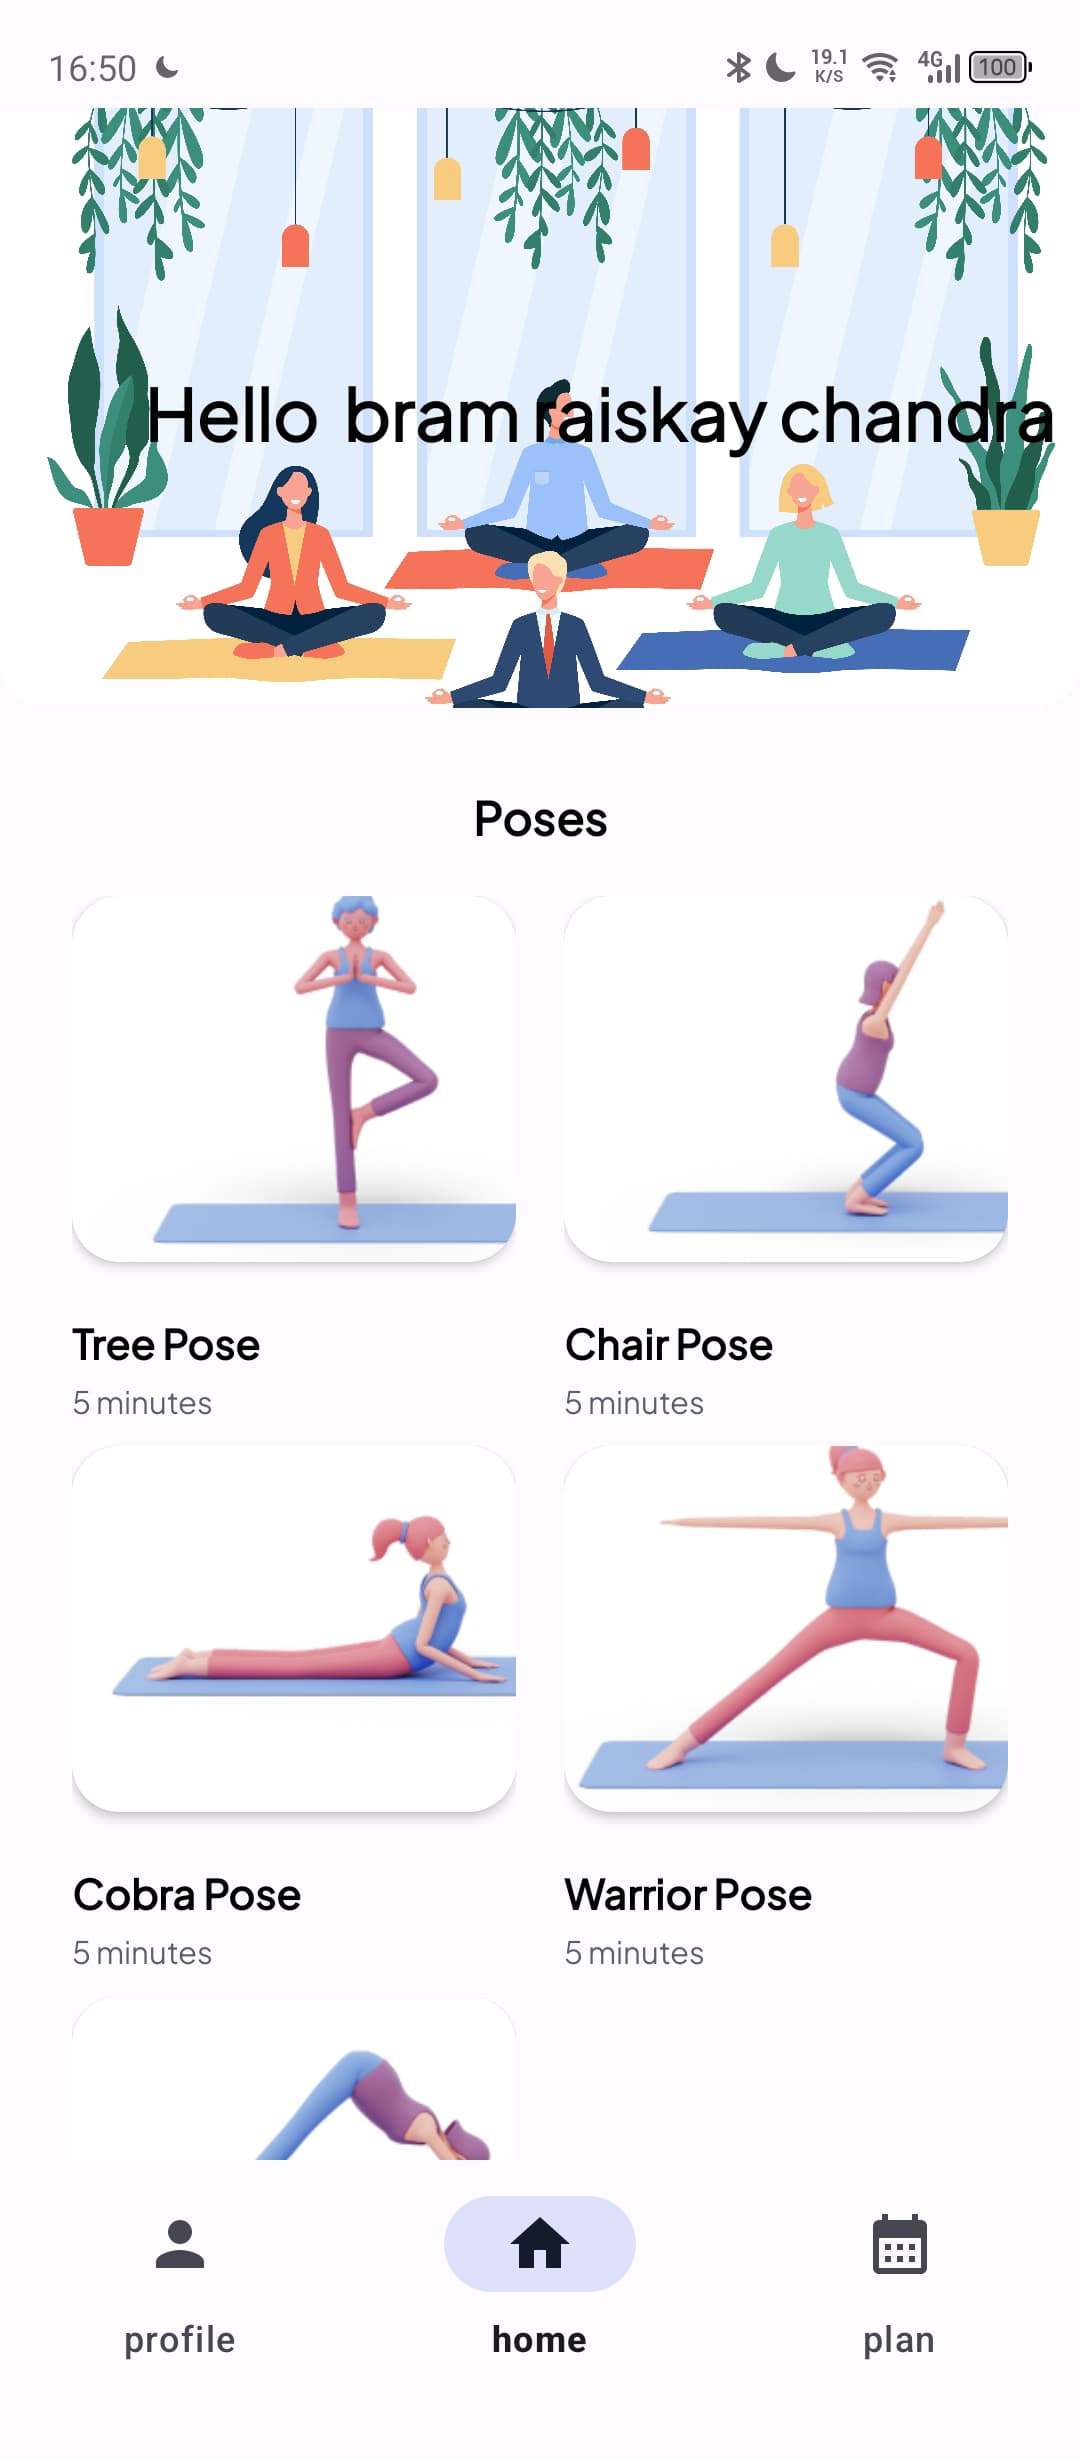 16:50
19.1
K/S
4G
100
Hello bram raiskay chandra
Poses
Tree Pose
Chair Pose
5 minutes
5 minutes
Cobra Pose
Warrior Pose
5 minutes
5 minutes
profile
home
plan